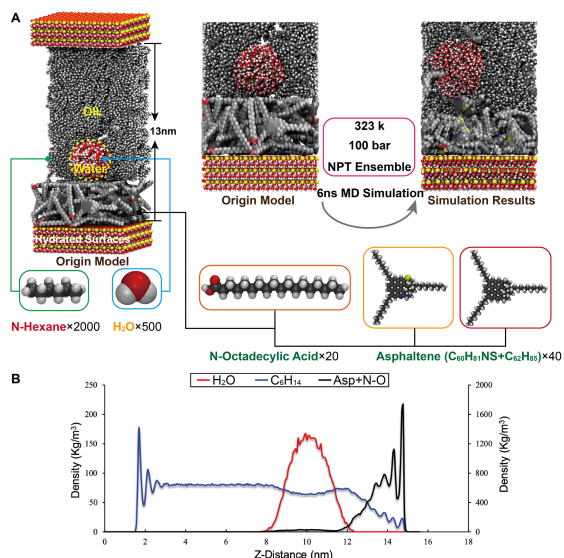 A
OIL
13nm
Water
Hydrated Surfaces
Origin Model
Origin Model
323 k
100 bar
NPT Ensemble
6ns MD Simulation
Simulation Results
N-Hexane×2000
H₂O×500
N-Octadecylic Acid×20
Asphaltene (C₆₀H₈₁NS+C₆₂H₈₅)×40
B
H₂O C₆H₁₄ Asp+N-O
Density (Kg/m³)
250
200
150
100
50
0
2000
1600
1200
800
400
0
Density (Kg/m³)
0 2 4 6 8 10 12 14 16 18
Z-Distance (nm)